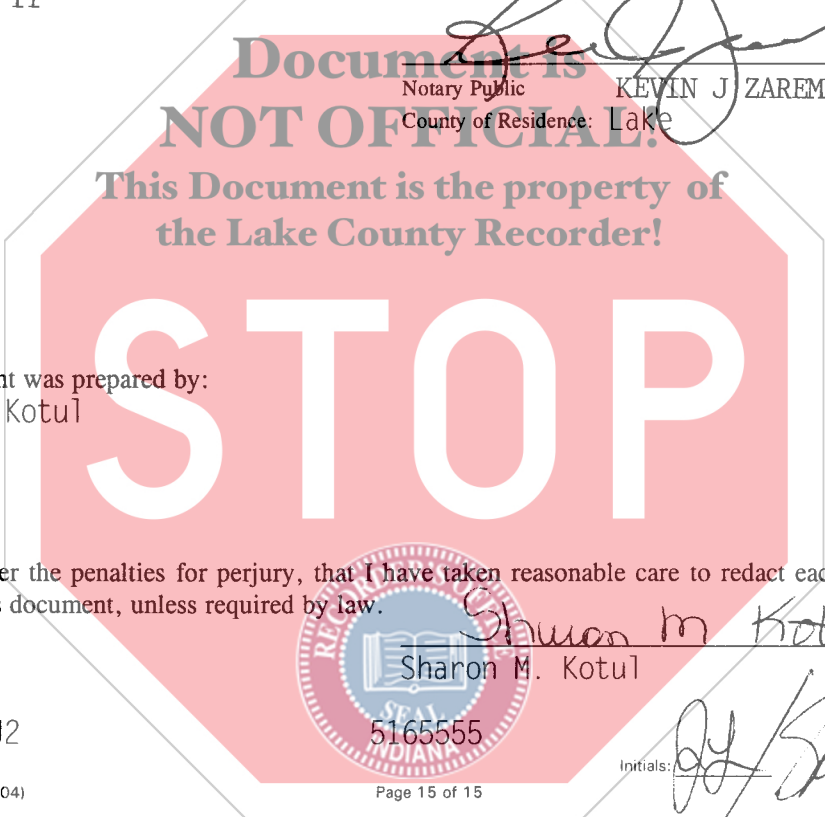 Document is
Notary Public KEVIN J ZAREM
NOT OFFICIAL!
County of Residence: Lake
This Document is the property of
the Lake County Recorder!
STOP
nt was prepared by:
Kotul
er the penalties for perjury, that I have taken reasonable care to redact eac
s document, unless required by law.
Sharon M Kot
Sharon M. Kotul
RECORDER'S OFFICE
SEAL
INDIANA
5165555
Initials:
04)
Page 15 of 15